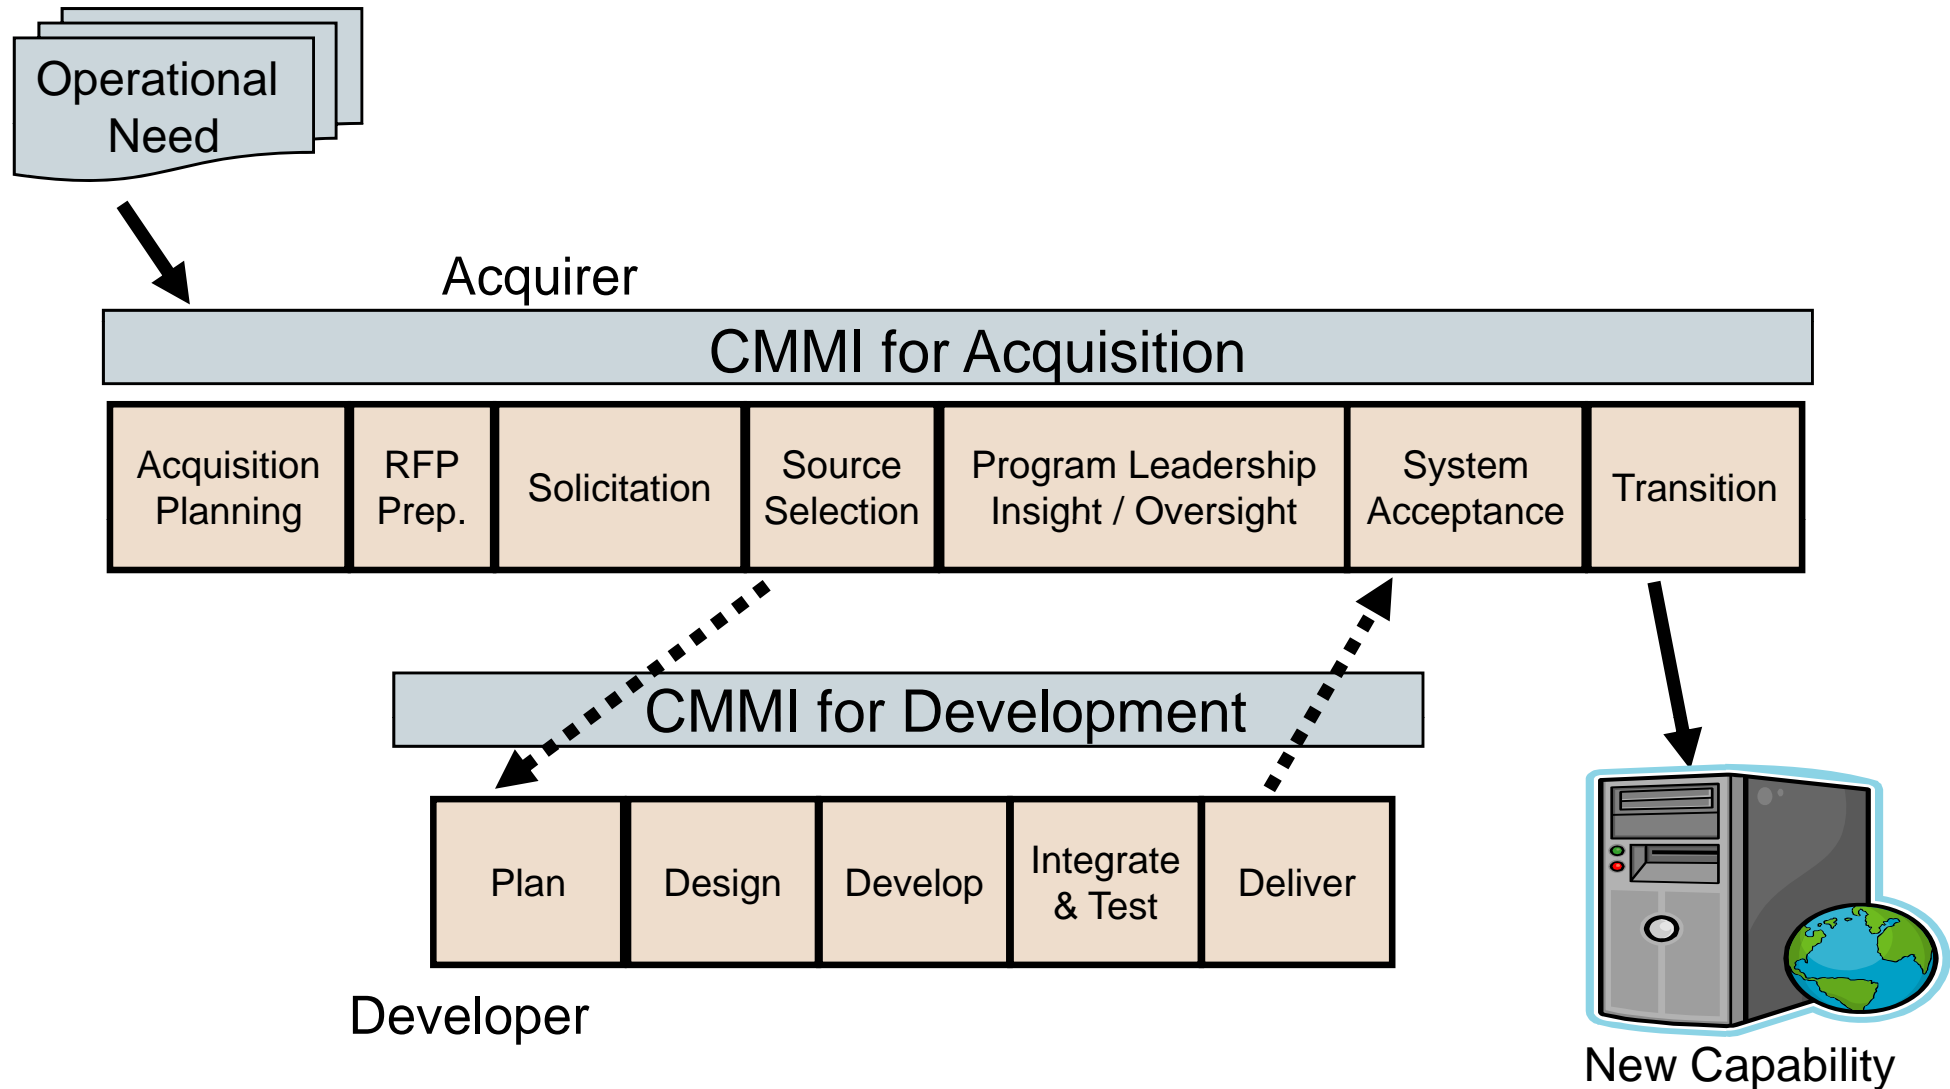 Operational
Need
Acquirer
CMMI for Acquisition
Acquisition
Planning
RFP
Prep.
Solicitation
Source
Selection
Program Leadership
Insight / Oversight
System
Acceptance
Transition
CMMI for Development
Plan
Design
Develop
Integrate
& Test
Deliver
Developer
New Capability